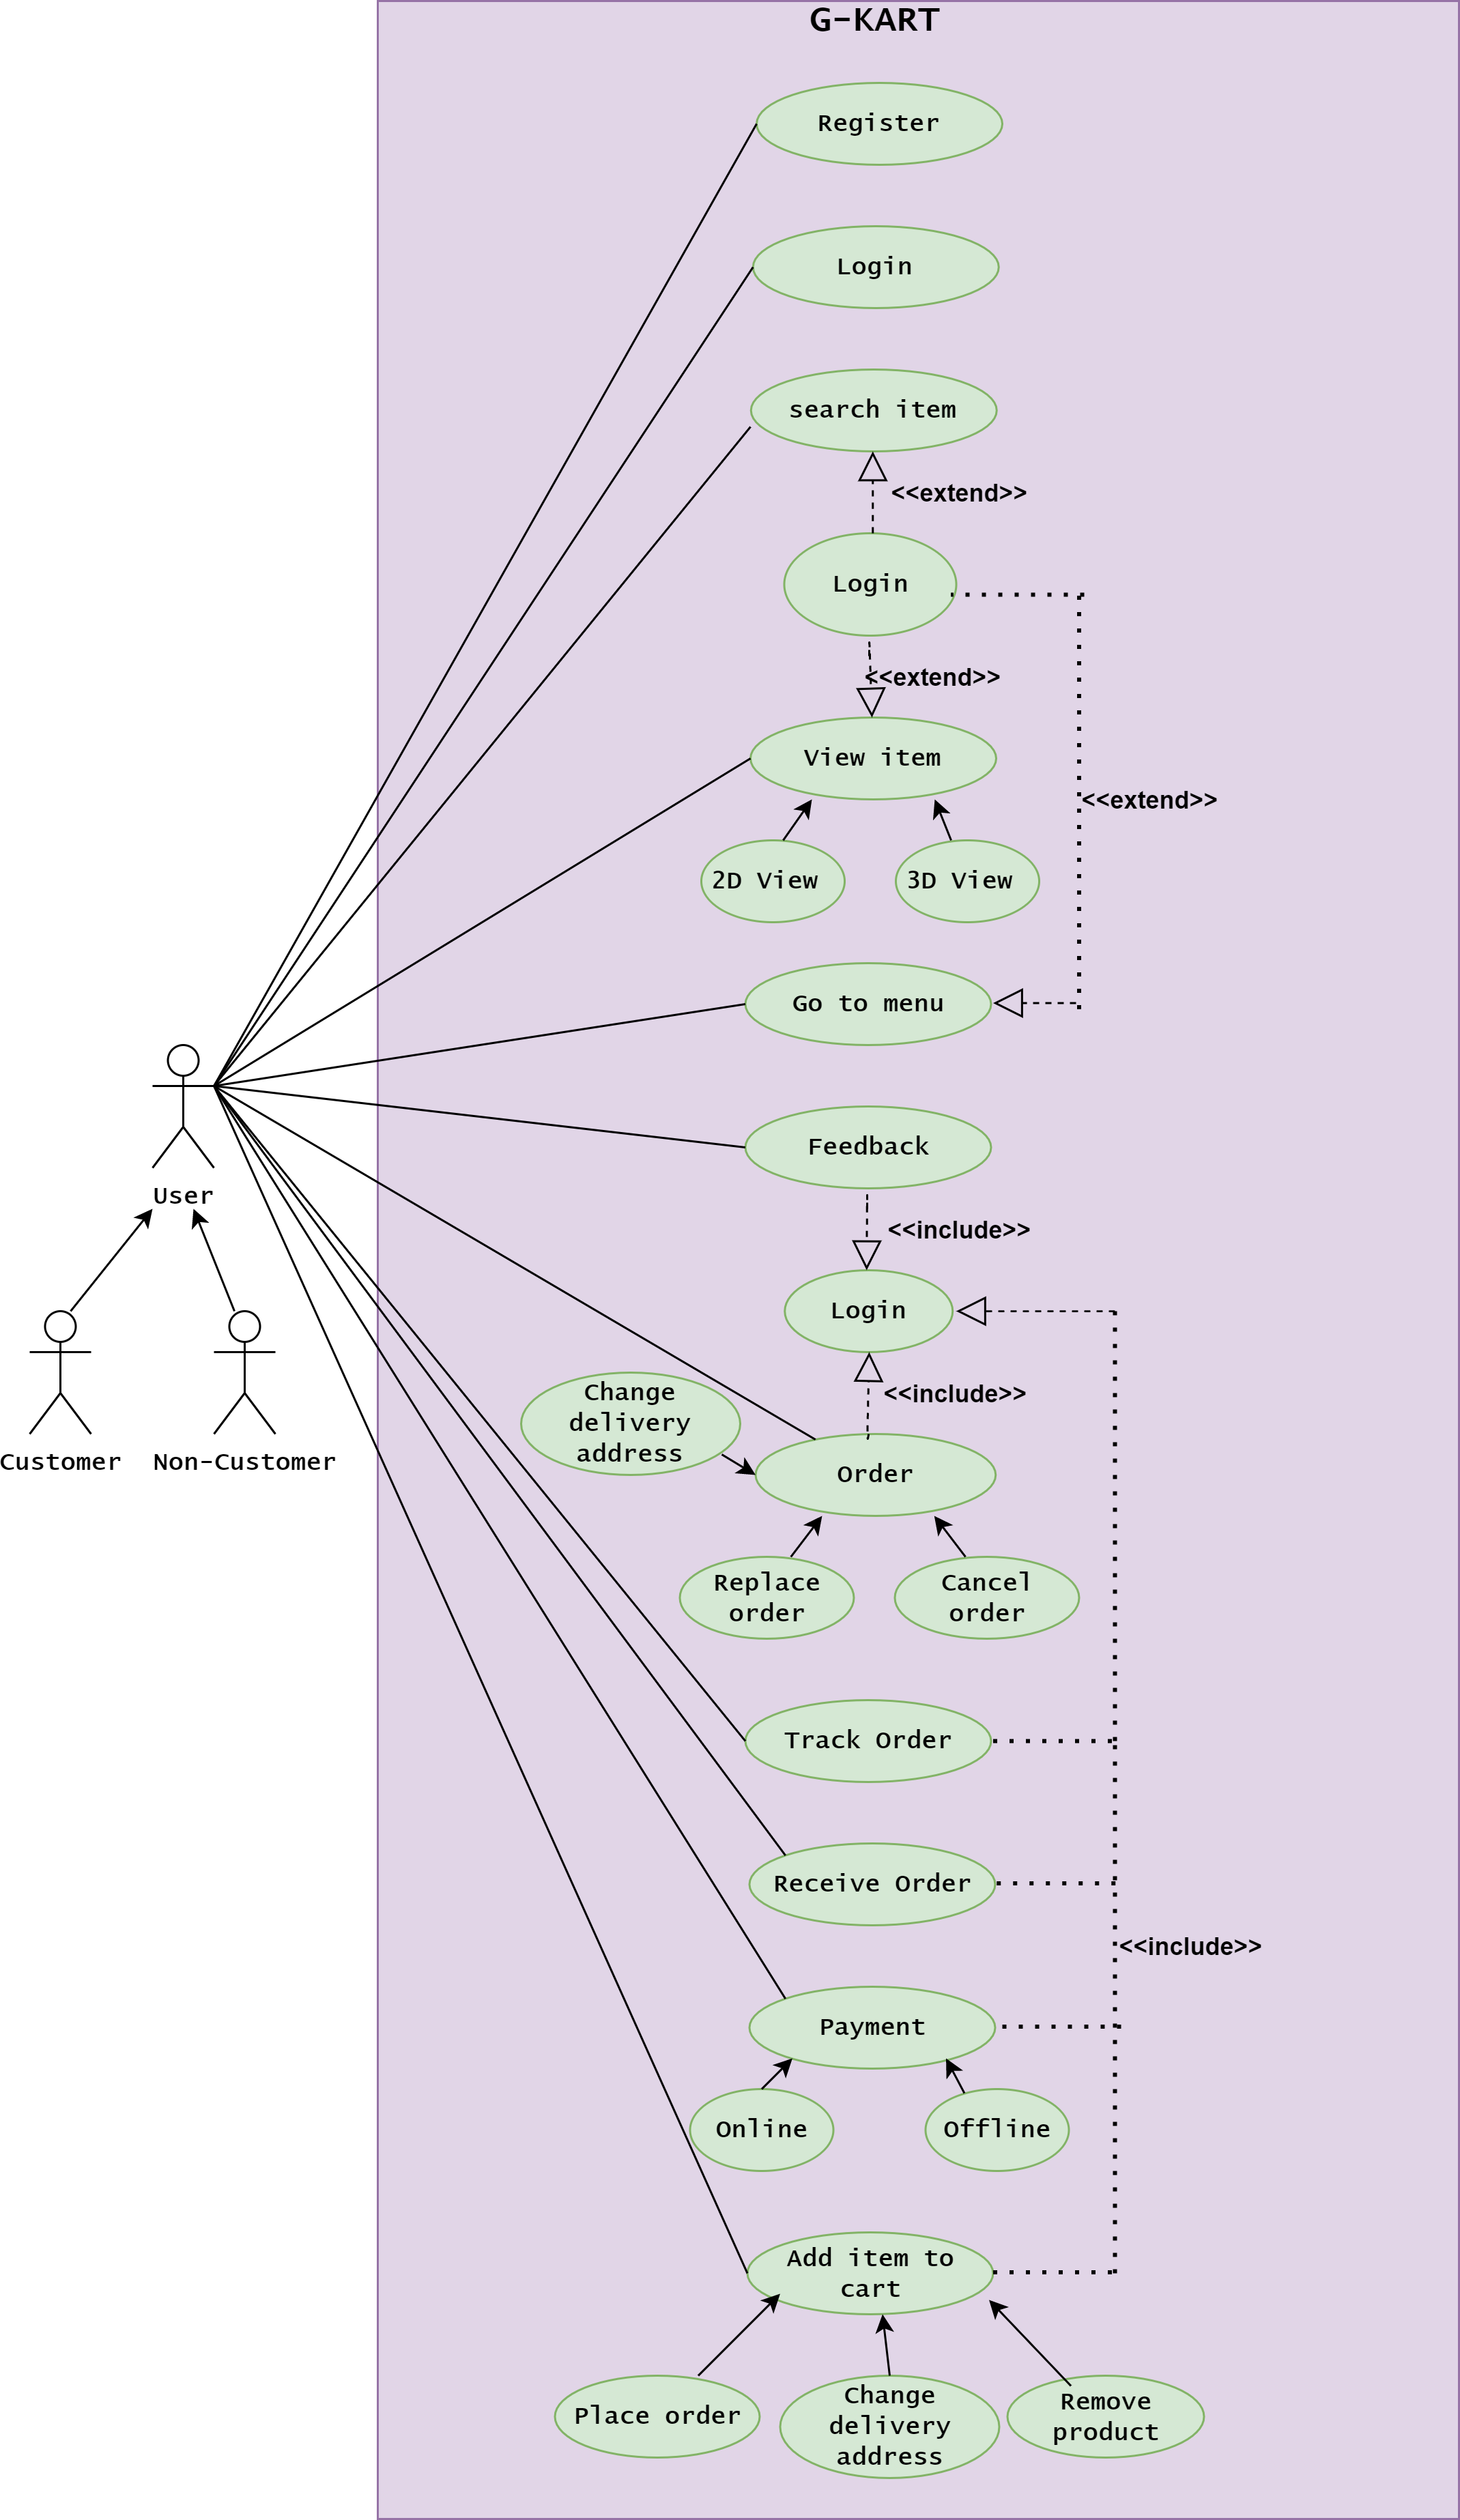 G-KART
Register
Login
search item
<<extend>>
Login
<<extend>>
View item
<<extend>>
2D View
3D View
Go to menu
Feedback
User
<<include>>
Login
Change
delivery
address
<<include>>
Customer
Non-Customer
Order
Replace
order
Cancel
order
Track Order
Receive Order
<<include>>
Payment
Online
Offline
Add item to
cart
Place order
Change
delivery
address
Remove
product